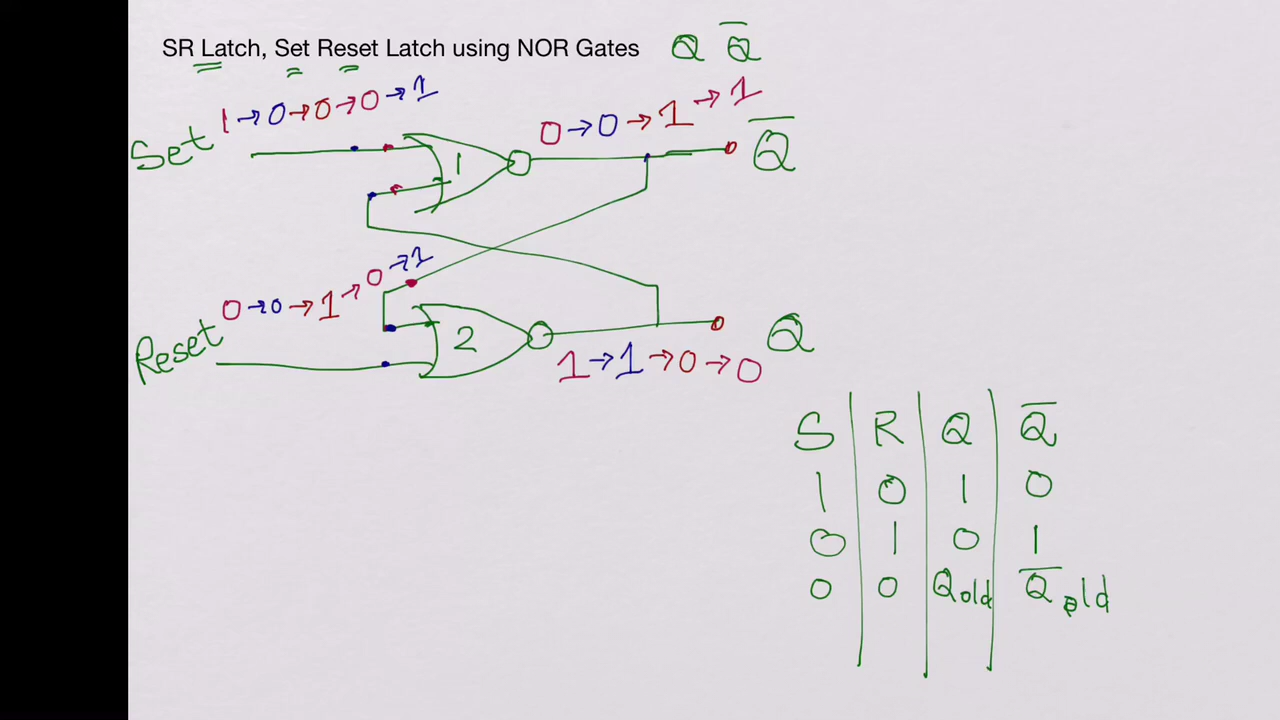 SR Latch, Set Reset Latch using NOR Gates Q Q̅
1→0→0→0→1
Set
1
0→0→1→1
Q̅
0→0→1→0→1
Reset
2
1→1→0→0
Q
S R Q Q̅
1 0 1 0
0 1 0 1
0 0 Qold Q̅old